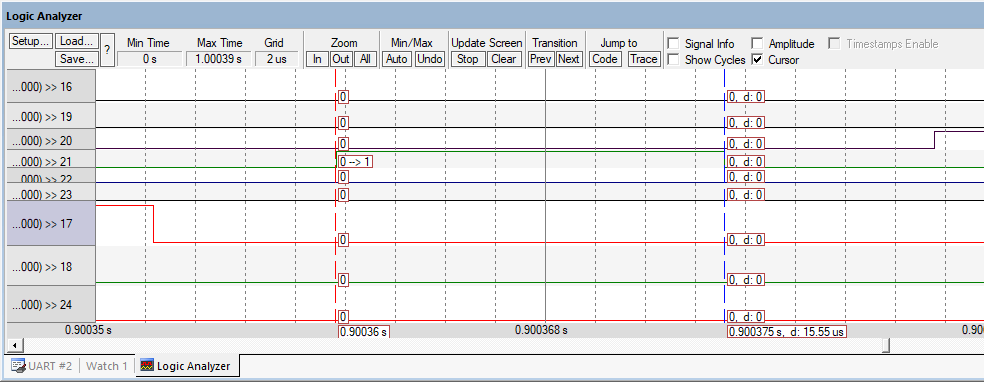 Logic Analyzer
Setup... Load... ? Min Time Max Time Grid Zoom Min/Max Update Screen Transition Jump to Signal Info Amplitude Timestamps Enable
Save... 0 s 1.00039 s 2 us In Out All Auto Undo Stop Clear Prev Next Code Trace Show Cycles Cursor
...000) >> 16 0 0, d: 0
...000) >> 19 0 0, d: 0
...000) >> 20 0 0, d: 0
...000) >> 21 0 --> 1 0, d: 0
...000) >> 22 0 0, d: 0
...000) >> 23 0 0, d: 0
...000) >> 17 0 0, d: 0
...000) >> 18 0 0, d: 0
...000) >> 24 0 0, d: 0
0.90035 s 0.90036 s 0.900368 s 0.900375 s, d: 15.55 us 0.90
UART #2 Watch 1 Logic Analyzer